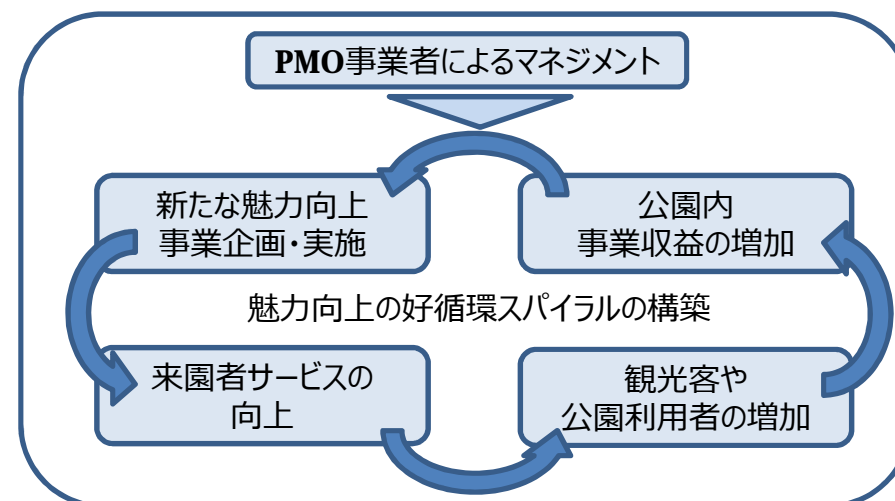 PMO事業者によるマネジメント
新たな魅力向上
事業企画・実施
公園内
事業収益の増加
魅力向上の好循環スパイラルの構築
来園者サービスの
向上
観光客や
公園利用者の増加